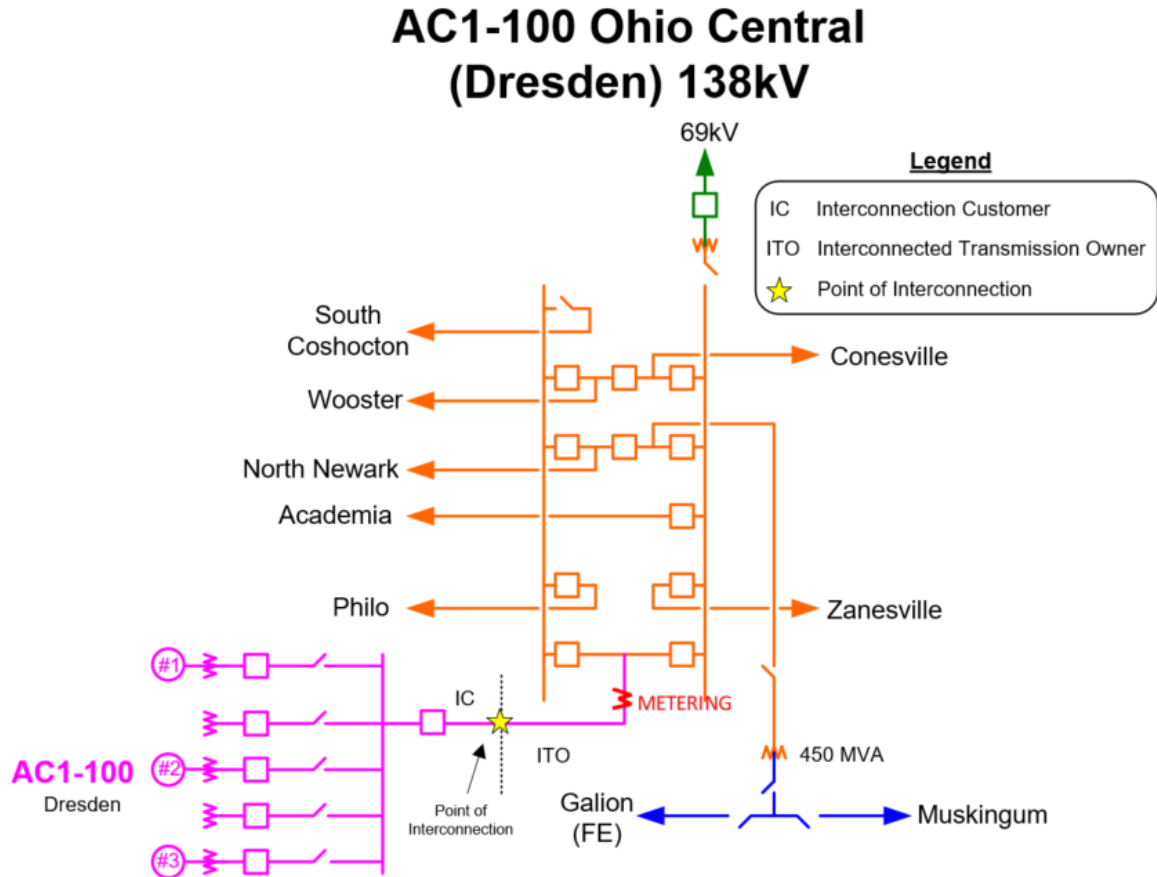 AC1-100 Ohio Central
(Dresden) 138kV
69kV
Legend
IC Interconnection Customer
ITO Interconnected Transmission Owner
Point of Interconnection
South
Coshocton
Conesville
Wooster
North Newark
Academia
Philo
Zanesville
#1
IC
METERING
ITO
450 MVA
AC1-100
#2
Dresden
Point of
Interconnection
Galion
(FE)
Muskingum
#3